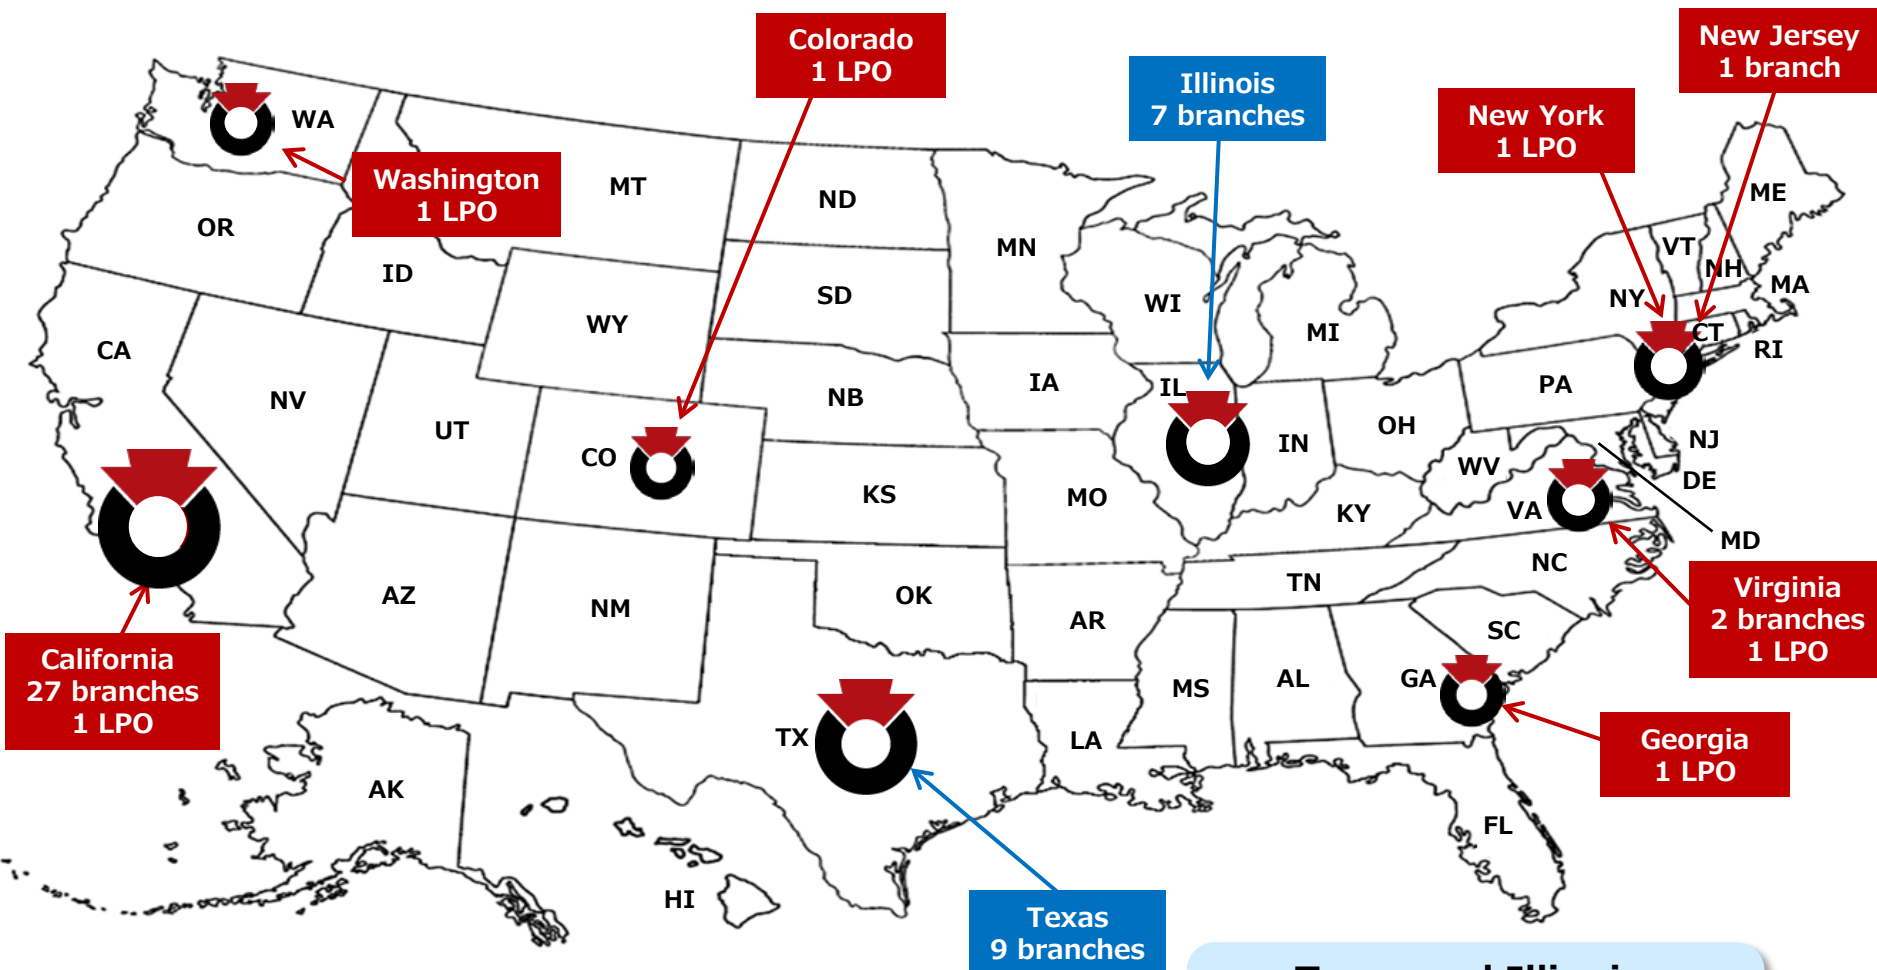 Colorado
1 LPO
New Jersey
1 branch
Illinois
7 branches
New York
1 LPO
Washington
1 LPO
WA
MT
ND
MN
ME
OR
ID
VT
NH
MA
SD
WI
NY
WY
MI
CT
RI
CA
IA
PA
NV
NB
IL
UT
OH
IN
NJ
CO
WV
DE
KS
MO
KY
VA
MD
AZ
NM
OK
TN
NC
AR
SC
Virginia
2 branches
1 LPO
California
27 branches
1 LPO
MS
AL
GA
TX
LA
Georgia
1 LPO
AK
FL
HI
Texas
9 branches